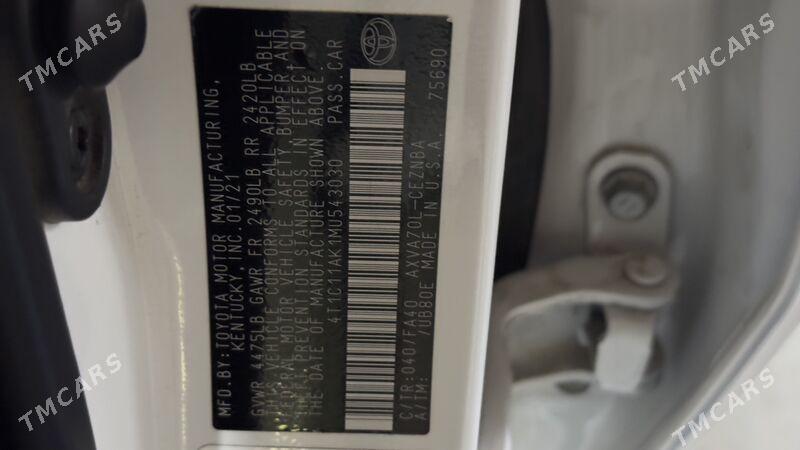 MFD.BY:TOYOTA MOTOR MANUFACTURING,
KENTUCKY, INC. 01/21
GVWR 4475LB GAWR FR 2490LB RR 2420LB
THIS VEHICLE CONFORMS TO ALL APPLICABLE
FEDERAL MOTOR VEHICLE SAFETY, BUMPER, AND
THEFT PREVENTION STANDARDS IN EFFECT ON
THE DATE OF MANUFACTURE SHOWN ABOVE.
4T1C11AK1MU543030 PASS.CAR
C/TR:040/FA40 AXVA70L-CEZNBA
A/TM: /UB80E MADE IN U.S.A. 75690
TMCARS
TMCARS
TMCARS
TMCARS
TMCARS